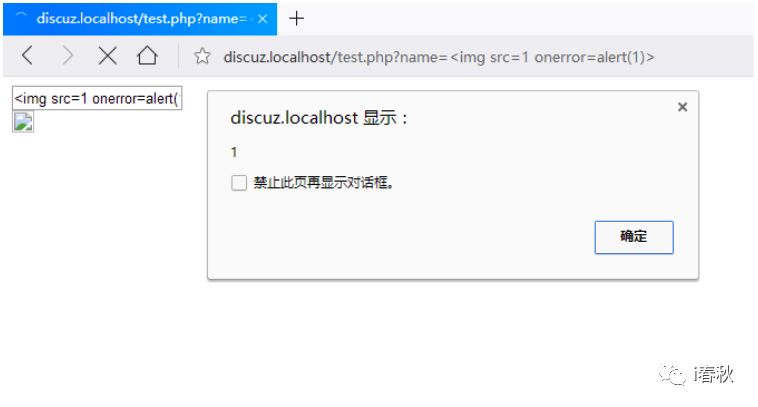 discuz.localhost/test.php?name=
discuz.localhost/test.php?name=<img src=1 onerror=alert(1)>
<img src=1 onerror=alert(
discuz.localhost 显示：
1
禁止此页再显示对话框。
确定
i春秋